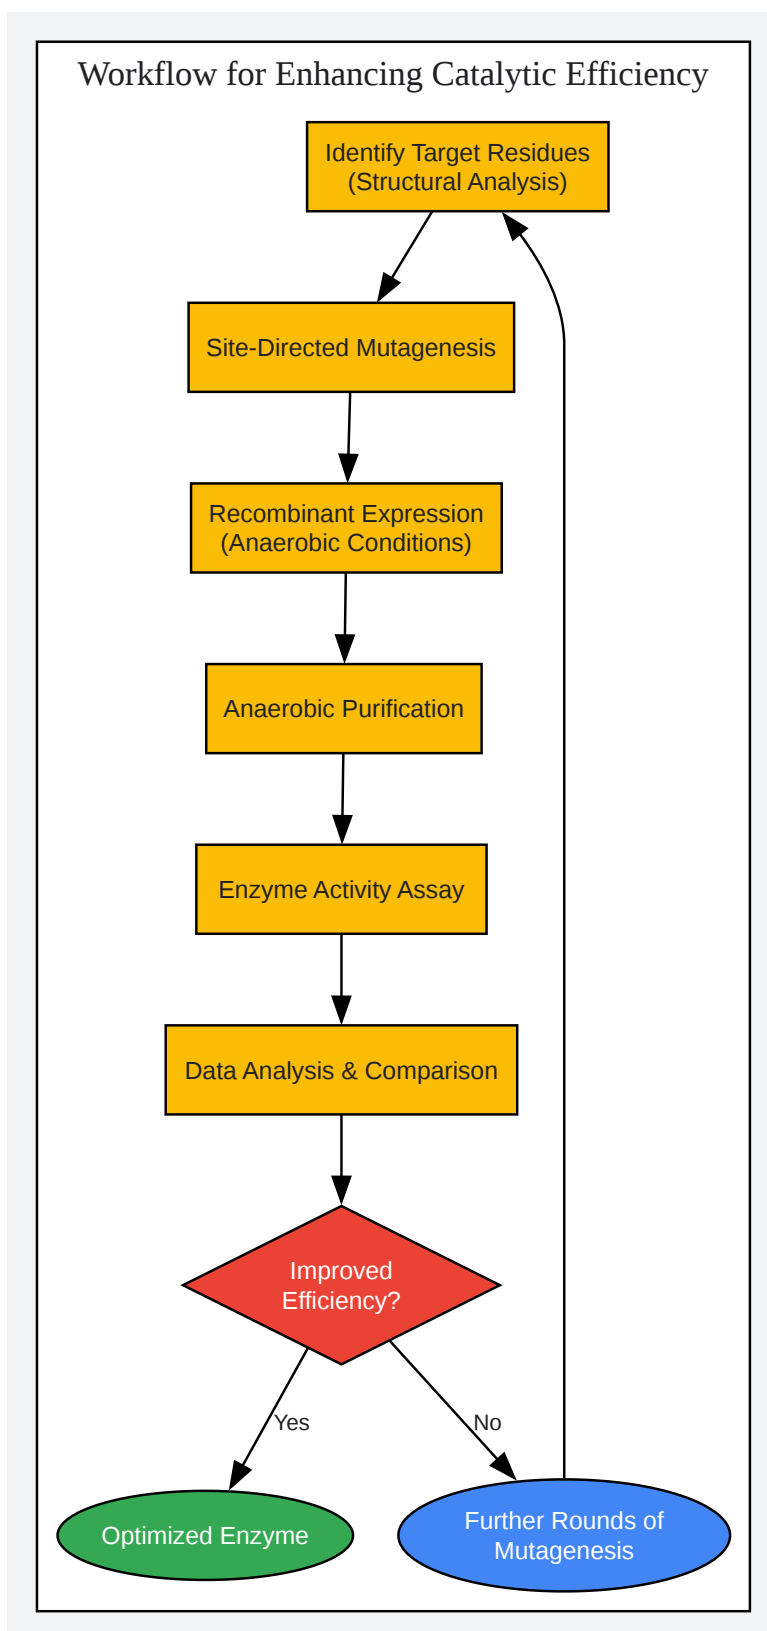 Workflow for Enhancing Catalytic Efficiency
Identify Target Residues
(Structural Analysis)
Site-Directed Mutagenesis
Recombinant Expression
(Anaerobic Conditions)
Anaerobic Purification
Enzyme Activity Assay
Data Analysis & Comparison
Improved
Efficiency?
Yes
No
Optimized Enzyme
Further Rounds of
Mutagenesis